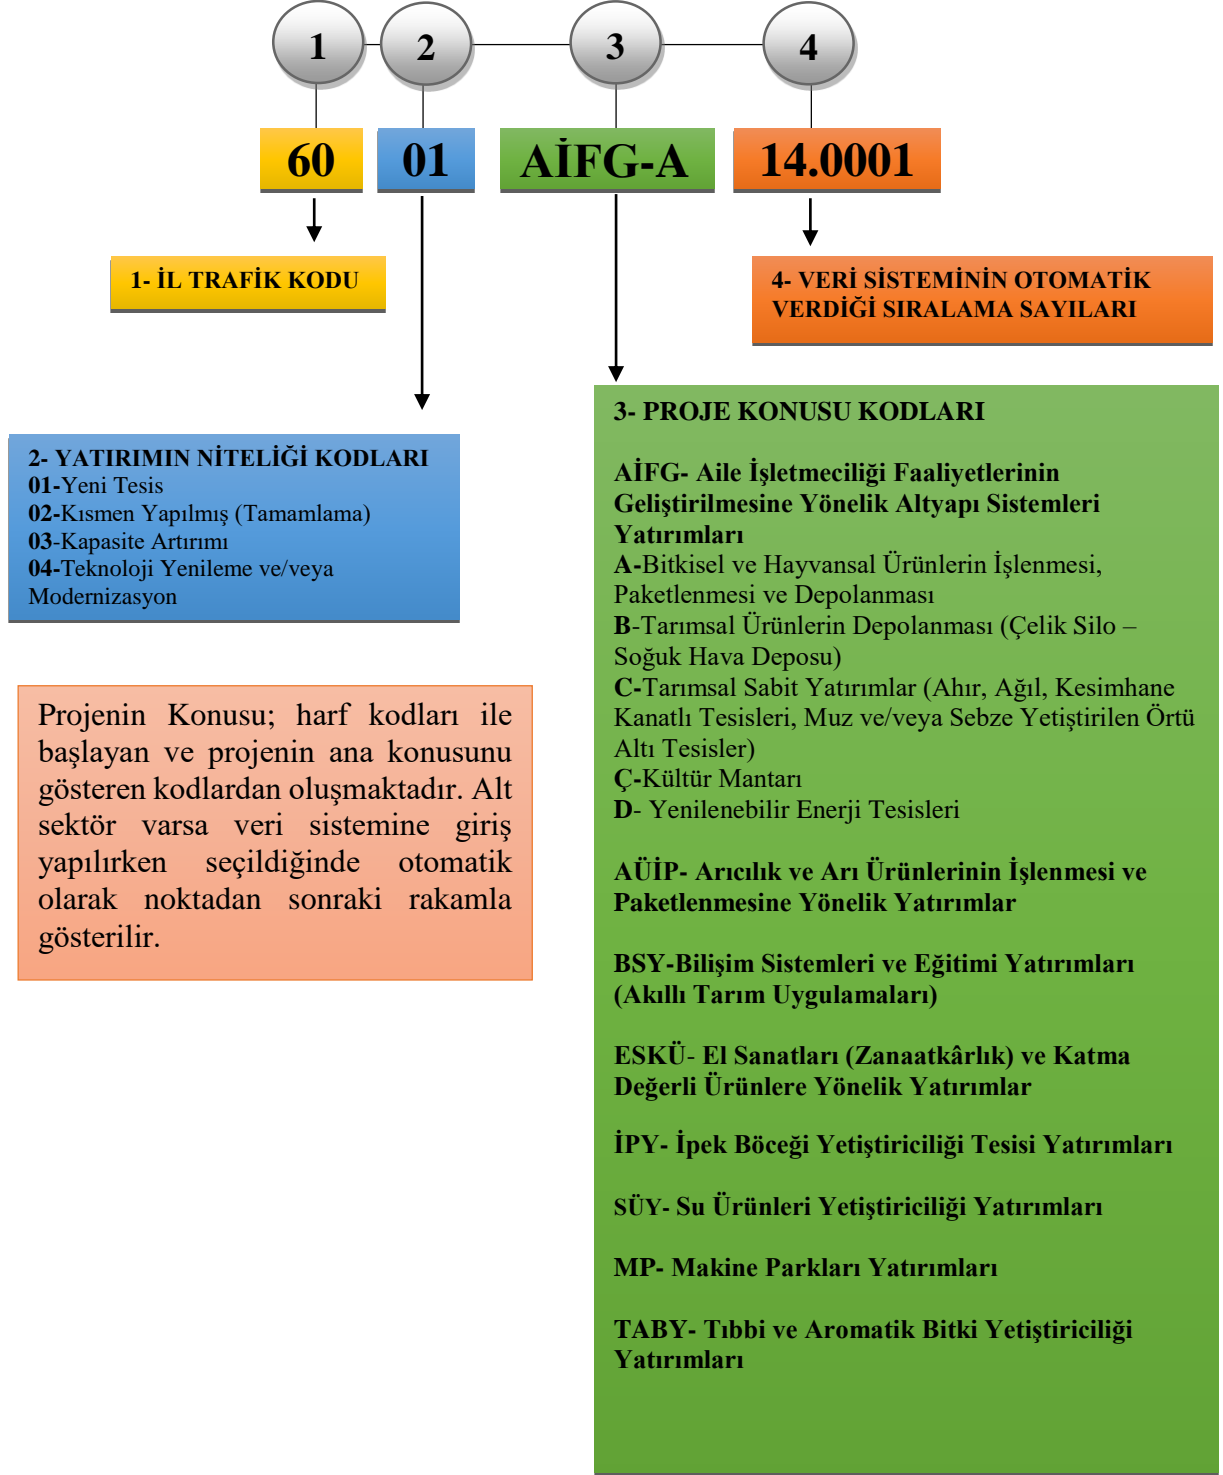 1
2
3
4
60
01
AİFG-A
14.0001
1- İL TRAFİK KODU
4- VERİ SİSTEMİNİN OTOMATİK
VERDİĞİ SIRALAMA SAYILARI
2- YATIRIMIN NİTELİĞİ KODLARI
01-Yeni Tesis
02-Kısmen Yapılmış (Tamamlama)
03-Kapasite Artırımı
04-Teknoloji Yenileme ve/veya
Modernizasyon
Projenin Konusu; harf kodları ile
başlayan ve projenin ana konusunu
gösteren kodlardan oluşmaktadır. Alt
sektör varsa veri sistemine giriş
yapılırken seçildiğinde otomatik
olarak noktadan sonraki rakamla
gösterilir.
3- PROJE KONUSU KODLARI
AİFG- Aile İşletmeciliği Faaliyetlerinin
Geliştirilmesine Yönelik Altyapı Sistemleri
Yatırımları
A-Bitkisel ve Hayvansal Ürünlerin İşlenmesi,
Paketlenmesi ve Depolanması
B-Tarımsal Ürünlerin Depolanması (Çelik Silo –
Soğuk Hava Deposu)
C-Tarımsal Sabit Yatırımlar (Ahır, Ağıl, Kesimhane
Kanatlı Tesisleri, Muz ve/veya Sebze Yetiştirilen Örtü
Altı Tesisler)
Ç-Kültür Mantarı
D- Yenilenebilir Enerji Tesisleri
AÜİP- Arıcılık ve Arı Ürünlerinin İşlenmesi ve
Paketlenmesine Yönelik Yatırımlar
BSY-Bilişim Sistemleri ve Eğitimi Yatırımları
(Akıllı Tarım Uygulamaları)
ESKÜ- El Sanatları (Zanaatkârlık) ve Katma
Değerli Ürünlere Yönelik Yatırımlar
İPY- İpek Böceği Yetiştiriciliği Tesisi Yatırımları
SÜY- Su Ürünleri Yetiştiriciliği Yatırımları
MP- Makine Parkları Yatırımları
TABY- Tıbbi ve Aromatik Bitki Yetiştiriciliği
Yatırımları